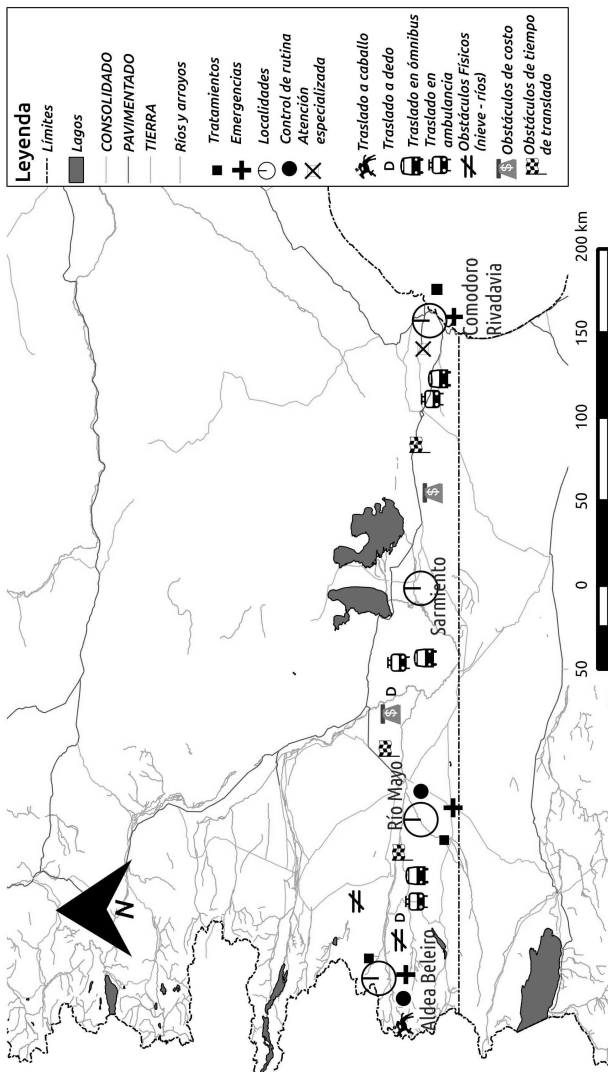 Leyenda
Límites
Lagos
CONSOLIDADO
PAVIMENTADO
TIERRA
Ríos y arroyos
Tratamientos
Emergencias
Localidades
Control de rutina
Atención
especializada
Traslado a caballo
D Traslado a dedo
Traslado en ómnibus
Traslado en
ambulancia
Obstáculos Físicos
(nieve - ríos)
$ Obstáculos de costo
Obstáculos de tiempo
de translado
N
Aldea Beleiro
D
Río Mayo
$
D
Sarmiento
$
Comodoro
Rivadavia
50 0 50 100 150 200 km